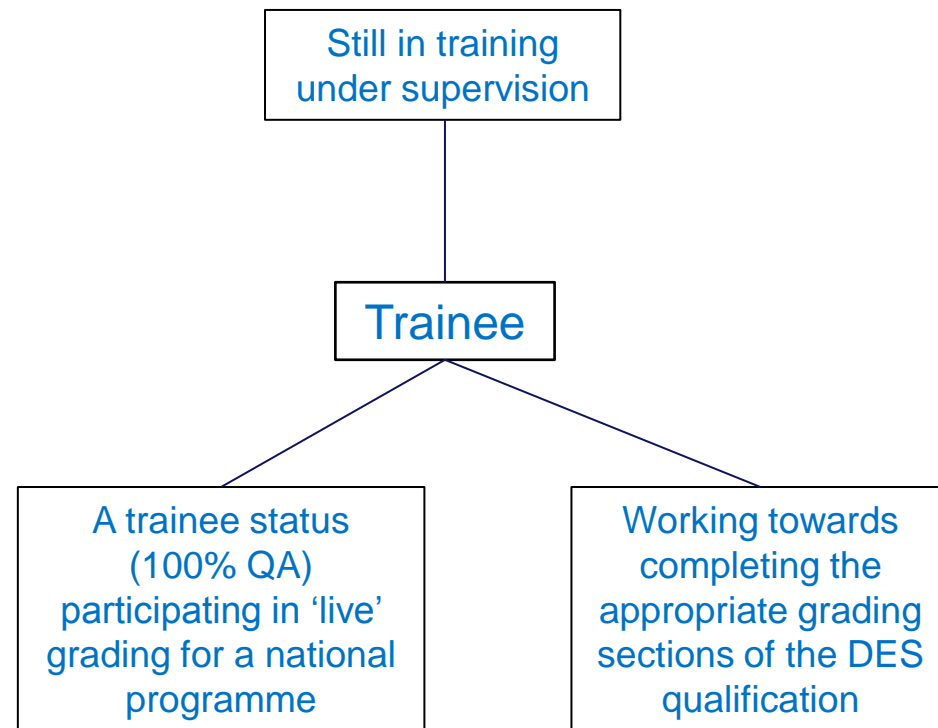 Still in training
under supervision
Trainee
A trainee status
(100% QA)
participating in ‘live’
grading for a national
programme
Working towards
completing the
appropriate grading
sections of the DES
qualification